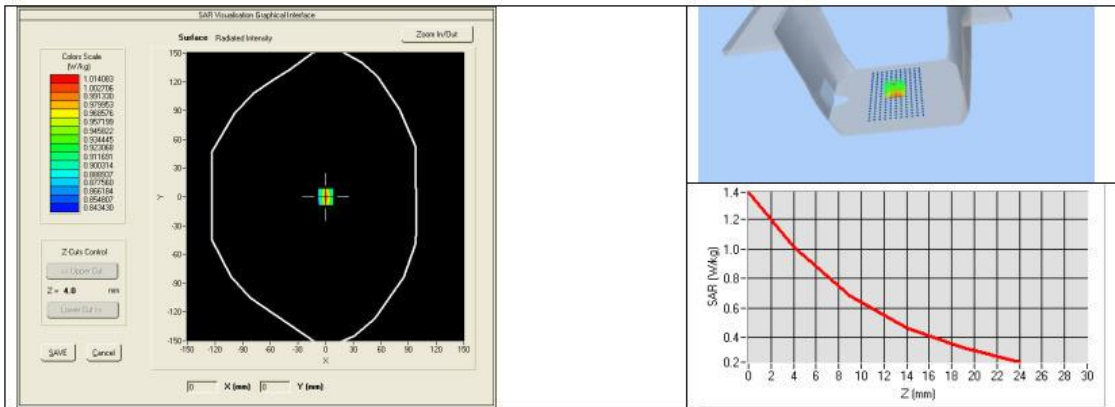 SAR Visualisation Graphical Interface
Surface Radiated Intensity
Zoom In/Out
Colors Scale
(W/kg)
1.014083
1.002706
0.991330
0.979953
0.968576
0.957199
0.945822
0.934445
0.923068
0.911691
0.900314
0.888937
0.877560
0.866184
0.854807
0.843430
Z-Cuts Control
<< Upper Cut
Z = 4.0 mm
Lower Cut >>
SAVE Cancel
150
120
90
60
30
0
-30
-60
-90
-120
-150
Y
-150 -120 -90 -60 -30 0 30 60 90 120 150
X
0 X (mm) 0 Y (mm)
1.4
1.2
1.0
0.8
0.6
0.4
0.2
SAR (W/kg)
0 2 4 6 8 10 12 14 16 18 20 22 24 26 28 30
Z (mm)